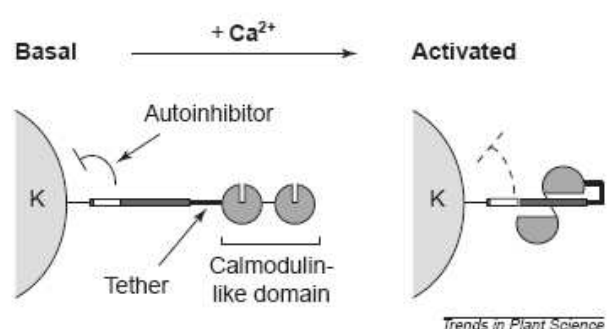 Basal
+ Ca²⁺
Activated
Autoinhibitor
K
K
Tether
Calmodulin-
like domain
Trends in Plant Science